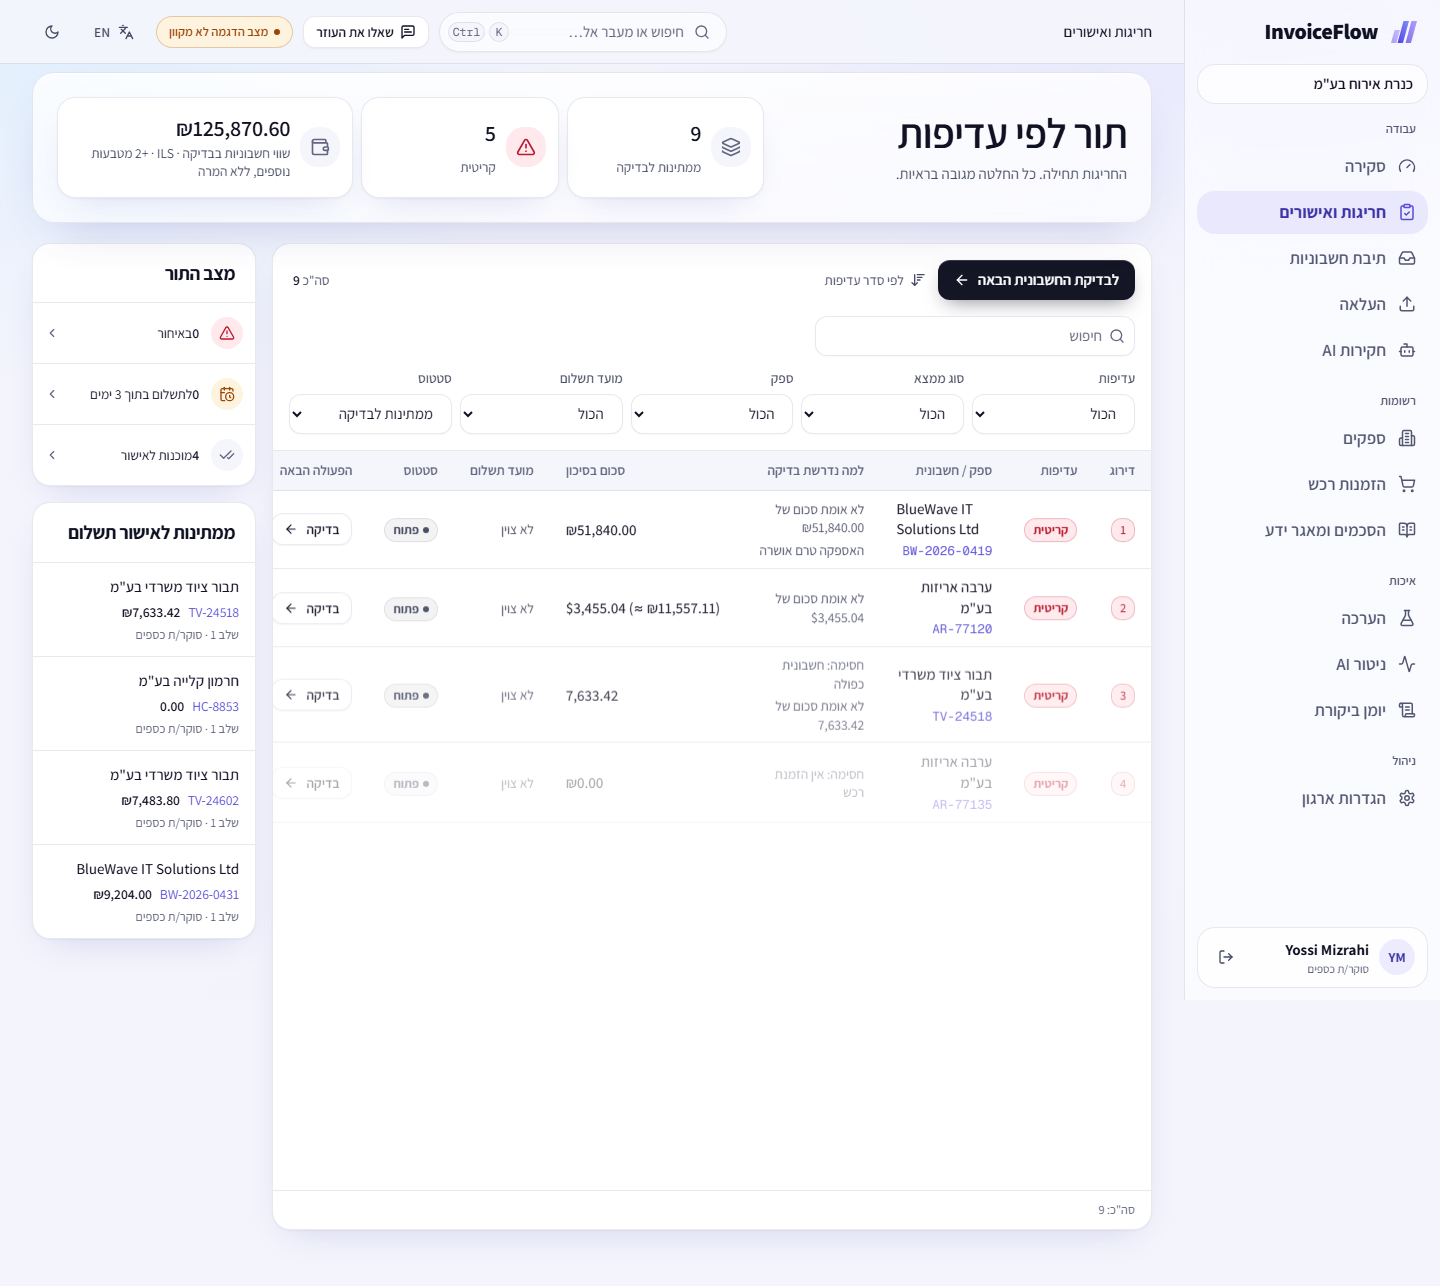 InvoiceFlow
כנרת אירוח בע"מ
עבודה
סקירה
חריגות ואישורים
תיבת חשבוניות
העלאה
חקירות AI
רשומות
ספקים
הזמנות רכש
הסכמים ומאגר ידע
איכות
הערכה
ניטור AI
יומן ביקורת
ניהול
הגדרות ארגון
YM
Yossi Mizrahi
סוקר/ת כספים
חריגות ואישורים
חיפוש או מעבר אל…
Ctrl K
שאלו את העוזר
מצב הדגמה לא מקוון
EN
תור לפי עדיפות
החריגות תחילה. כל החלטה מגובה בראיות.
9
ממתינות לבדיקה
5
קריטית
₪125,870.60
שווי חשבוניות בבדיקה · ILS · +2 מטבעות
נוספים, ללא המרה
לבדיקת החשבונית הבאה
לפי סדר עדיפות
סה"כ 9
חיפוש
עדיפות סוג ממצא ספק מועד תשלום סטטוס
הכול הכול הכול הכול ממתינות לבדיקה
דירוג עדיפות ספק / חשבונית למה נדרשת בדיקה סכום בסיכון מועד תשלום סטטוס הפעולה הבאה
1 קריטית
BlueWave IT
Solutions Ltd
BW-2026-0419
לא אומת סכום של
₪51,840.00
האספקה טרם אושרה
₪51,840.00
לא צוין
פתוח
בדיקה
2 קריטית
ערבה אריזות
בע"מ
AR-77120
לא אומת סכום של
$3,455.04
$3,455.04 (≈ ₪11,557.11)
לא צוין
פתוח
בדיקה
3 קריטית
תבור ציוד משרדי
בע"מ
TV-24518
חסימה: חשבונית
כפולה
לא אומת סכום של
7,633.42
7,633.42
לא צוין
פתוח
בדיקה
4 קריטית
ערבה אריזות
בע"מ
AR-77135
חסימה: אין הזמנת
רכש
₪0.00
לא צוין
פתוח
בדיקה
סה"כ: 9
מצב התור
0באיחור
0לתשלום בתוך 3 ימים
4מוכנות לאישור
ממתינות לאישור תשלום
תבור ציוד משרדי בע"מ
TV-24518 ₪7,633.42
שלב 1 · סוקר/ת כספים
חרמון קלייה בע"מ
HC-8853 0.00
שלב 1 · סוקר/ת כספים
תבור ציוד משרדי בע"מ
TV-24602 ₪7,483.80
שלב 1 · סוקר/ת כספים
BlueWave IT Solutions Ltd
BW-2026-0431 ₪9,204.00
שלב 1 · סוקר/ת כספים